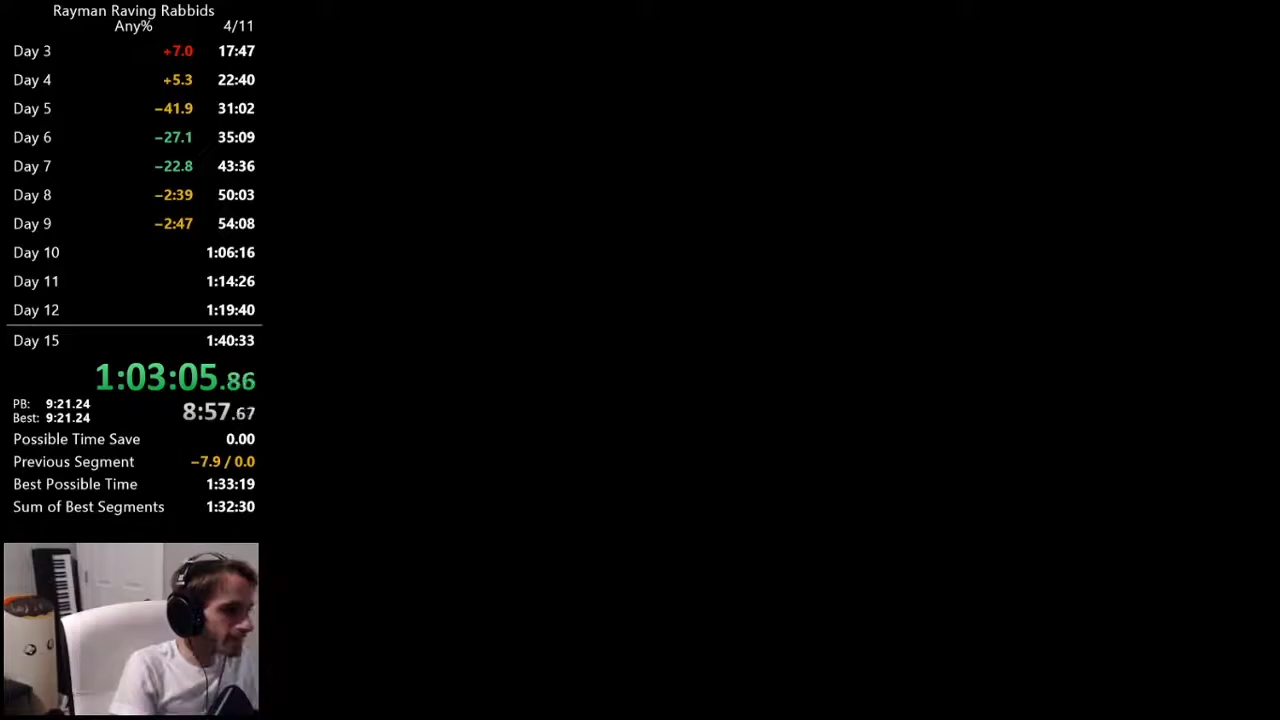 Rayman Raving Rabbids
Any% 4/11
Day 3 +7.0 17:47
Day 4 +5.3 22:40
Day 5 −41.9 31:02
Day 6 −27.1 35:09
Day 7 −22.8 43:36
Day 8 −2:39 50:03
Day 9 −2:47 54:08
Day 10 1:06:16
Day 11 1:14:26
Day 12 1:19:40
Day 15 1:40:33
1:03:05.86
PB: 9:21.24
Best: 9:21.24
8:57.67
Possible Time Save 0.00
Previous Segment −7.9 / 0.0
Best Possible Time 1:33:19
Sum of Best Segments 1:32:30